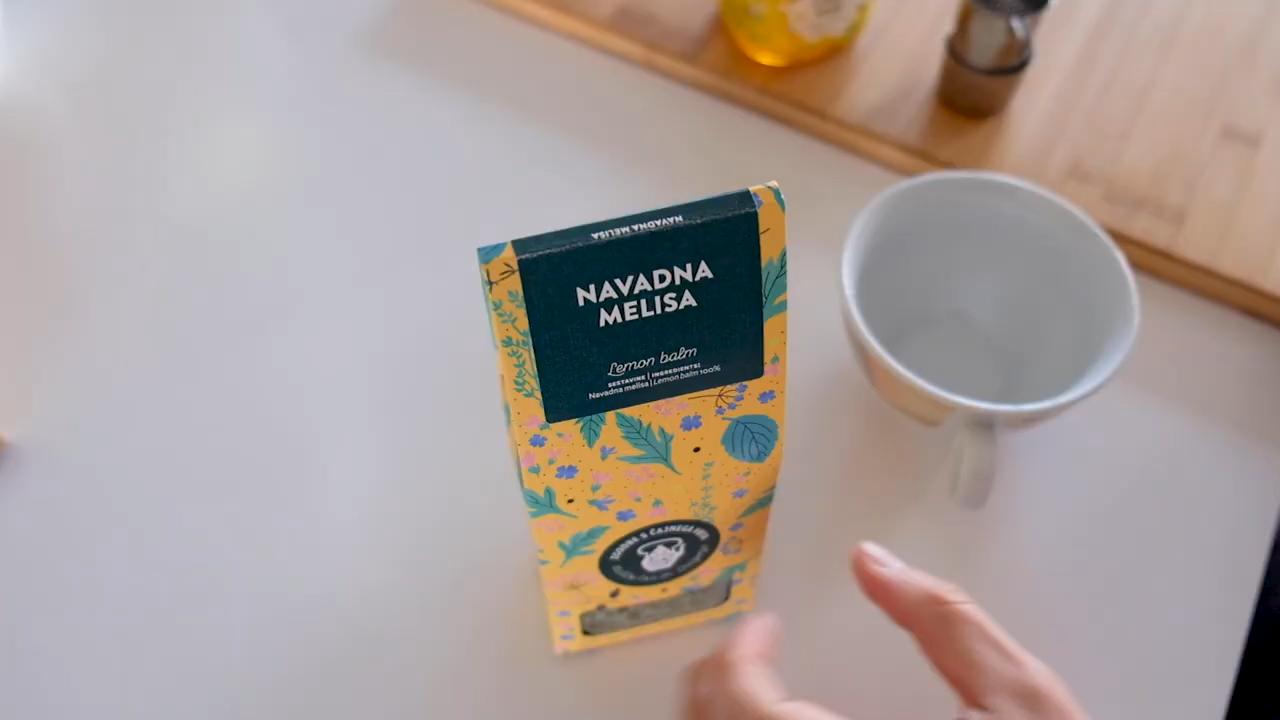 NAVADNA MELISA
NAVADNA
MELISA
Lemon balm
SESTAVINE | INGREDIENTS:
Navadna melisa | Lemon balm 100%